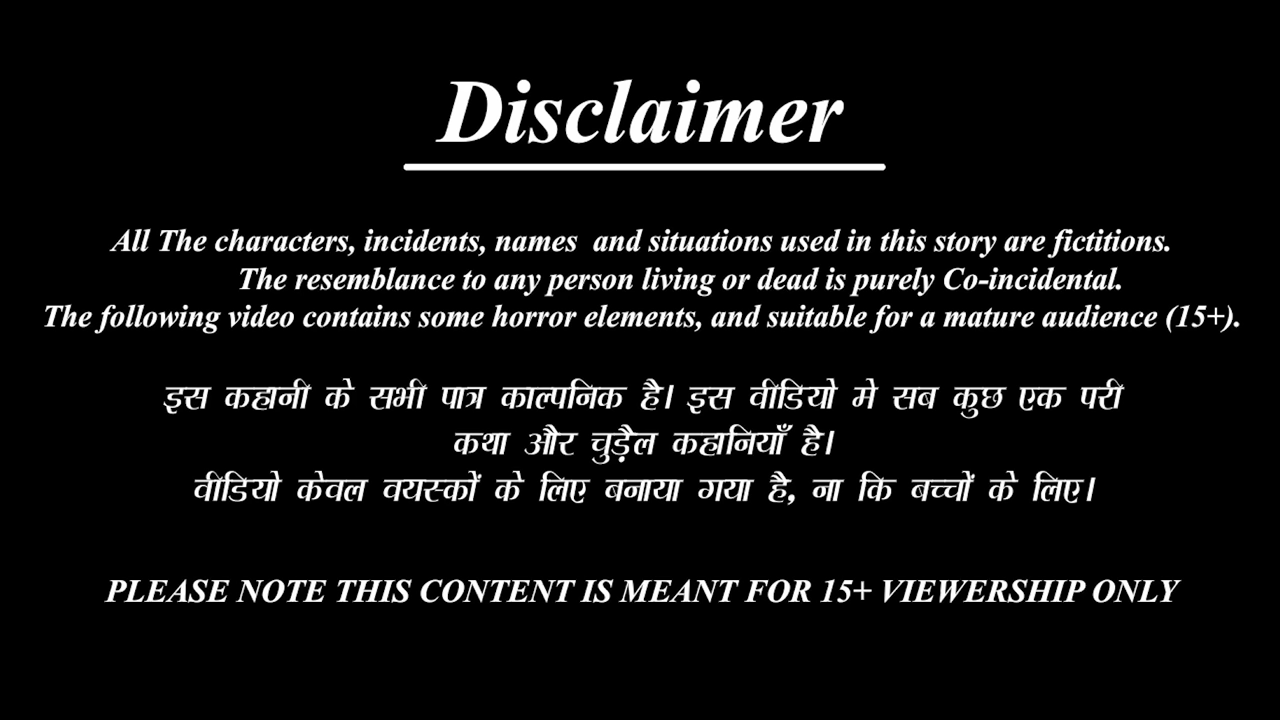 Disclaimer
All The characters, incidents, names and situations used in this story are fictitions.
The resemblance to any person living or dead is purely Co-incidental.
The following video contains some horror elements, and suitable for a mature audience (15+).
इस कहानी के सभी पात्र काल्पनिक है। इस वीडियो मे सब कुछ एक परी
कथा और चुड़ैल कहानियाँ है।
वीडियो केवल वयस्कों के लिए बनाया गया है, ना कि बच्चों के लिए।
PLEASE NOTE THIS CONTENT IS MEANT FOR 15+ VIEWERSHIP ONLY